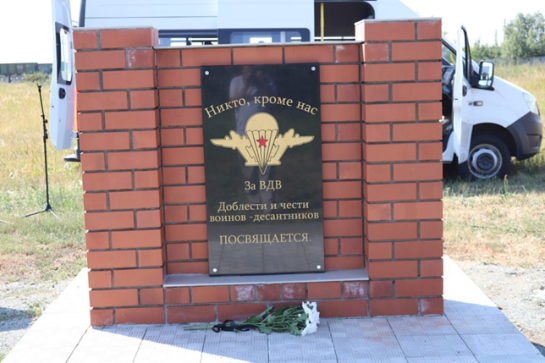 Никто, кроме нас
За ВДВ
Доблести и чести
воинов -десантников
ПОСВЯЩАЕТСЯ...